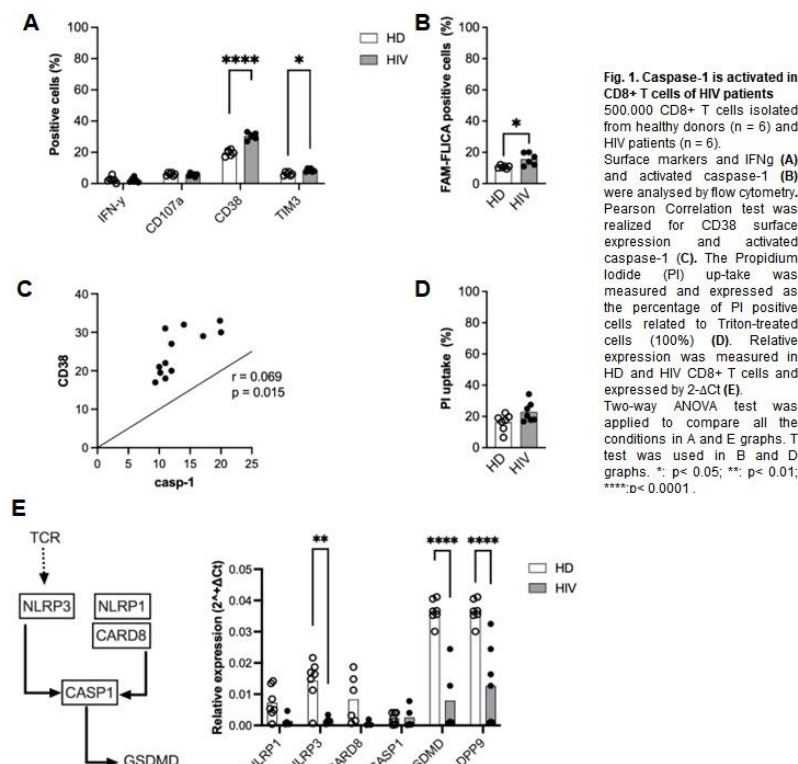 A
Positive cells (%)
100
80
60
40
20
0
****
*
HD
HIV
IFN-y
CD107a
CD38
TIM3
B
FAM-FLICA positive cells (%)
100
80
60
40
20
0
*
HD
HIV
Fig. 1. Caspase-1 is activated in
CD8+ T cells of HIV patients
500.000 CD8+ T cells isolated
from healthy donors (n = 6) and
HIV patients (n = 6).
Surface markers and IFNg (A)
and activated caspase-1 (B)
were analysed by flow cytometry.
Pearson Correlation test was
realized for CD38 surface
expression and activated
caspase-1 (C). The Propidium
Iodide (PI) up-take was
measured and expressed as
the percentage of PI positive
cells related to Triton-treated
cells (100%) (D). Relative
expression was measured in
HD and HIV CD8+ T cells and
expressed by 2-ΔCt (E).
Two-way ANOVA test was
applied to compare all the
conditions in A and E graphs. T
test was used in B and D
graphs. *: p< 0.05; **: p< 0.01;
****:p< 0.0001 .
C
CD38
40
30
20
10
0
0 5 10 15 20 25
casp-1
r = 0.069
p = 0.015
D
PI uptake (%)
100
80
60
40
20
0
HD
HIV
E
TCR
NLRP3
NLRP1
CARD8
CASP1
GSDMD
Relative expression (2^+ΔCt)
0.05
0.04
0.03
0.02
0.01
0.00
**
****
****
HD
HIV
NLRP1
NLRP3
CARD8
CASP1
GSDMD
DPP9